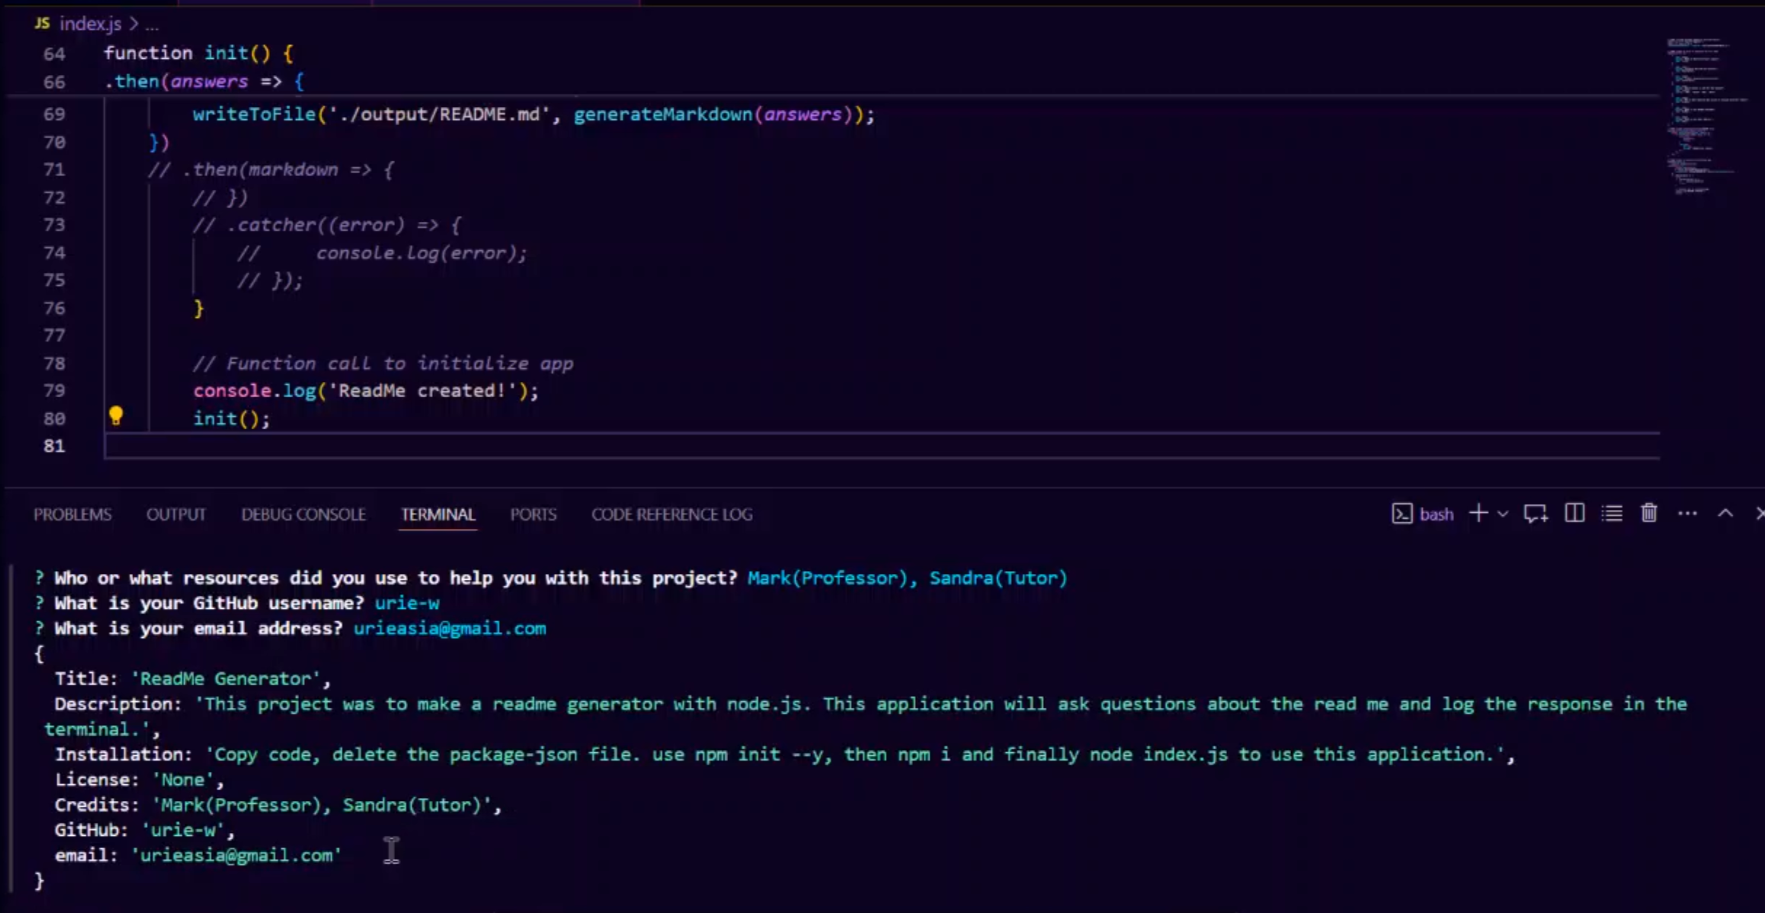 JS index.js > ...
64 function init() {
66 .then(answers => {
69 writeToFile('./output/README.md', generateMarkdown(answers));
70 })
71 // .then(markdown => {
72 // })
73 // .catcher((error) => {
74 //     console.log(error);
75 // });
76 }
77
78 // Function call to initialize app
79 console.log('ReadMe created!');
80 init();
81
PROBLEMS OUTPUT DEBUG CONSOLE TERMINAL PORTS CODE REFERENCE LOG bash
? Who or what resources did you use to help you with this project? Mark(Professor), Sandra(Tutor)
? What is your GitHub username? urie-w
? What is your email address? urieasia@gmail.com
{
Title: 'ReadMe Generator',
Description: 'This project was to make a readme generator with node.js. This application will ask questions about the read me and log the response in the
terminal.',
Installation: 'Copy code, delete the package-json file. use npm init --y, then npm i and finally node index.js to use this application.',
License: 'None',
Credits: 'Mark(Professor), Sandra(Tutor)',
GitHub: 'urie-w',
email: 'urieasia@gmail.com'
}